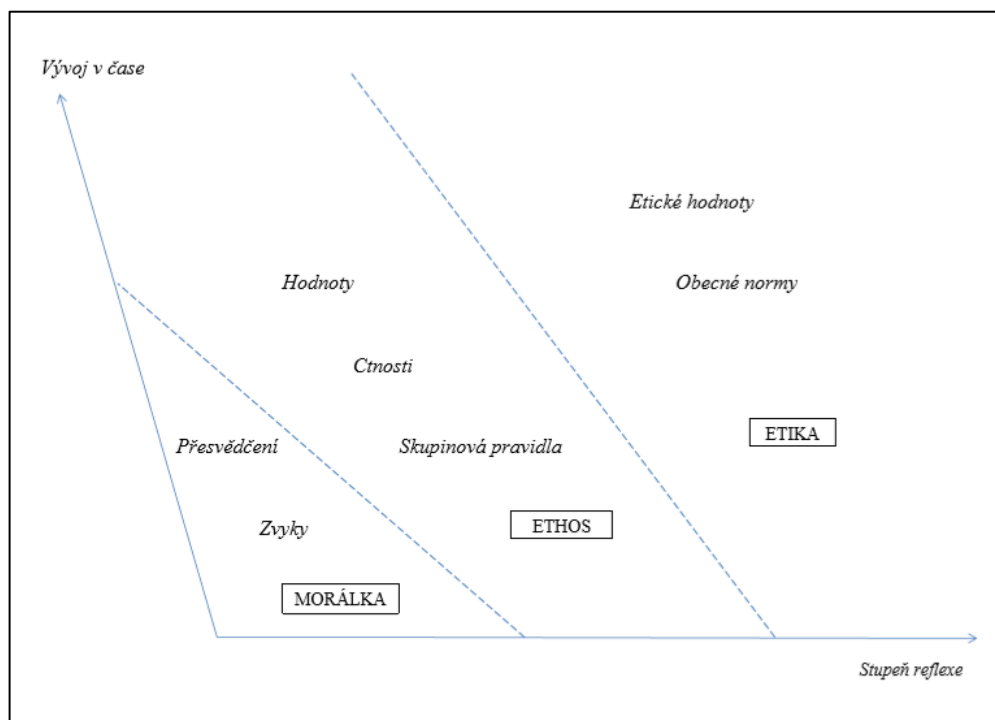 Vývoj v čase
Etické hodnoty
Hodnoty
Obecné normy
Ctnosti
Přesvědčení
Skupinová pravidla
ETIKA
Zvyky
ETHOS
MORÁLKA
Stupeň reflexe